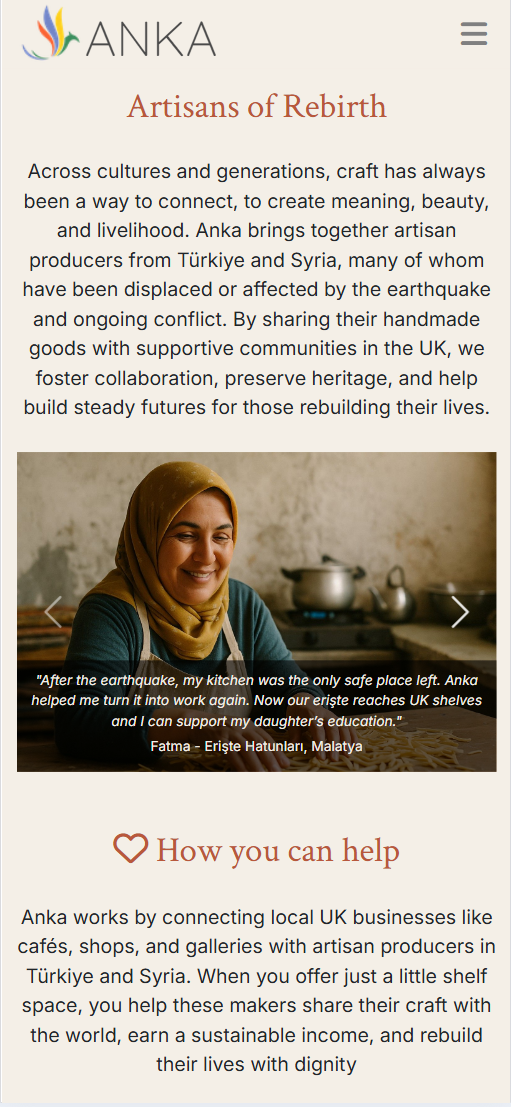 ANKA
Artisans of Rebirth
Across cultures and generations, craft has always
been a way to connect, to create meaning, beauty,
and livelihood. Anka brings together artisan
producers from Türkiye and Syria, many of whom
have been displaced or affected by the earthquake
and ongoing conflict. By sharing their handmade
goods with supportive communities in the UK, we
foster collaboration, preserve heritage, and help
build steady futures for those rebuilding their lives.
"After the earthquake, my kitchen was the only safe place left. Anka
helped me turn it into work again. Now our erişte reaches UK shelves
and I can support my daughter's education."
Fatma - Erişte Hatunları, Malatya
How you can help
Anka works by connecting local UK businesses like
cafés, shops, and galleries with artisan producers in
Türkiye and Syria. When you offer just a little shelf
space, you help these makers share their craft with
the world, earn a sustainable income, and rebuild
their lives with dignity